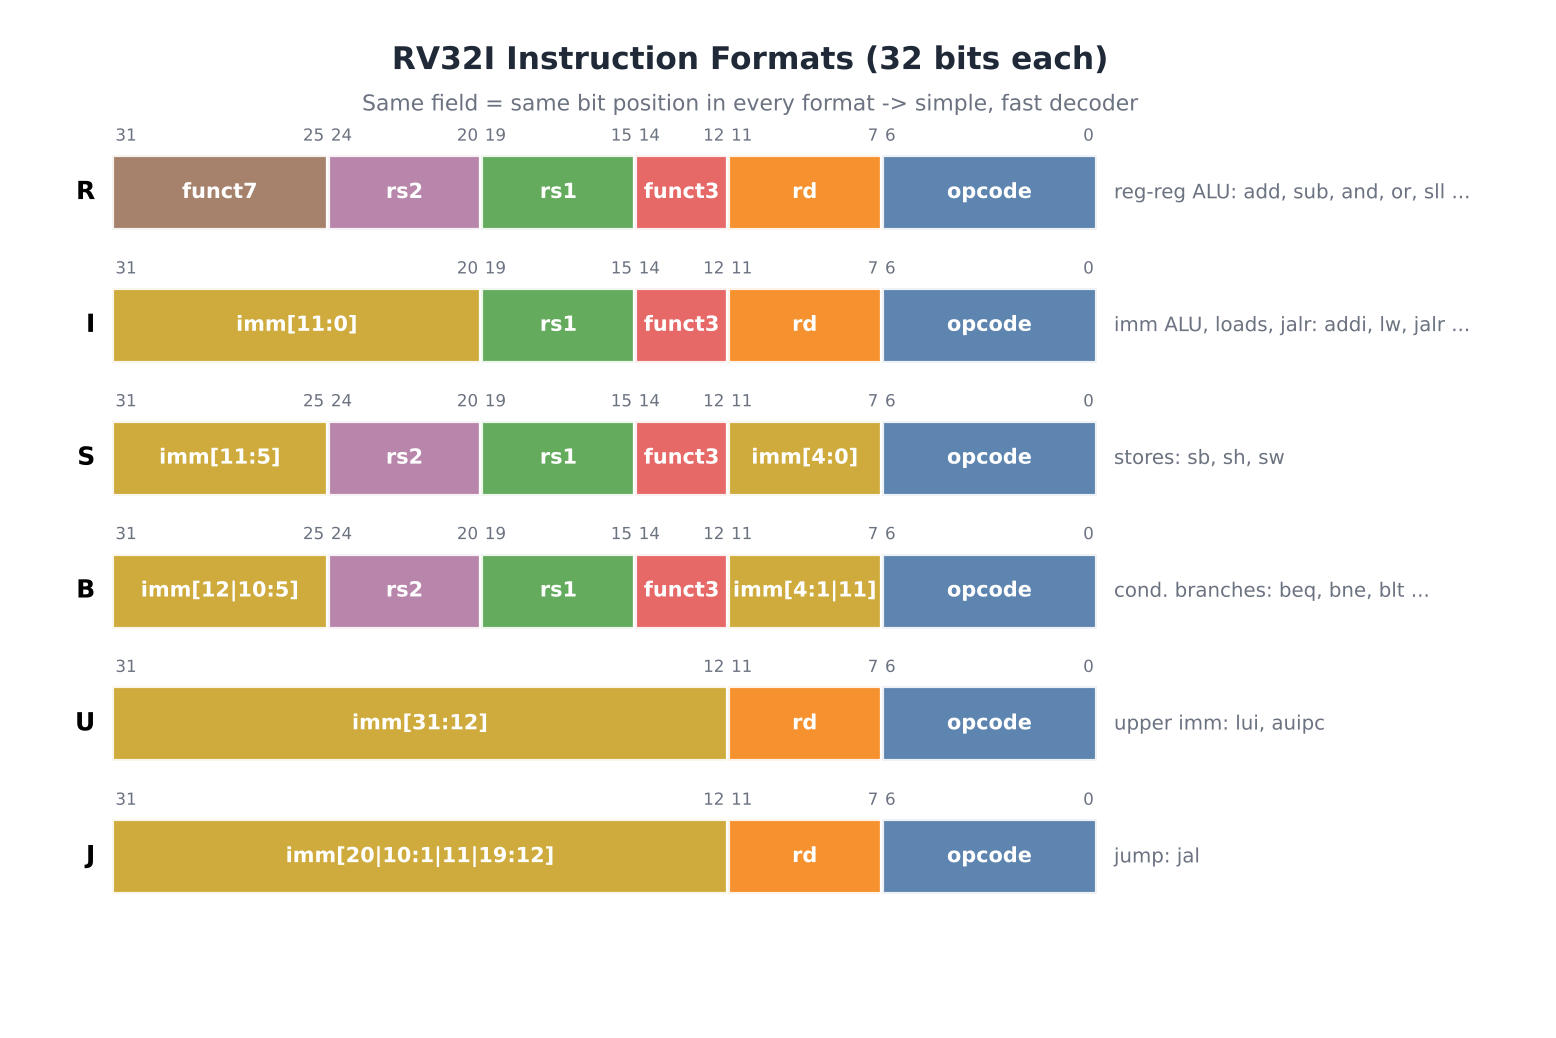 RV32I Instruction Formats (32 bits each)
Same field = same bit position in every format -> simple, fast decoder
31 25 24 20 19 15 14 12 11 7 6 0
R funct7 rs2 rs1 funct3 rd opcode reg-reg ALU: add, sub, and, or, sll ...
31 20 19 15 14 12 11 7 6 0
I imm[11:0] rs1 funct3 rd opcode imm ALU, loads, jalr: addi, lw, jalr ...
31 25 24 20 19 15 14 12 11 7 6 0
S imm[11:5] rs2 rs1 funct3 imm[4:0] opcode stores: sb, sh, sw
31 25 24 20 19 15 14 12 11 7 6 0
B imm[12|10:5] rs2 rs1 funct3 imm[4:1|11] opcode cond. branches: beq, bne, blt ...
31 12 11 7 6 0
U imm[31:12] rd opcode upper imm: lui, auipc
31 12 11 7 6 0
J imm[20|10:1|11|19:12] rd opcode jump: jal